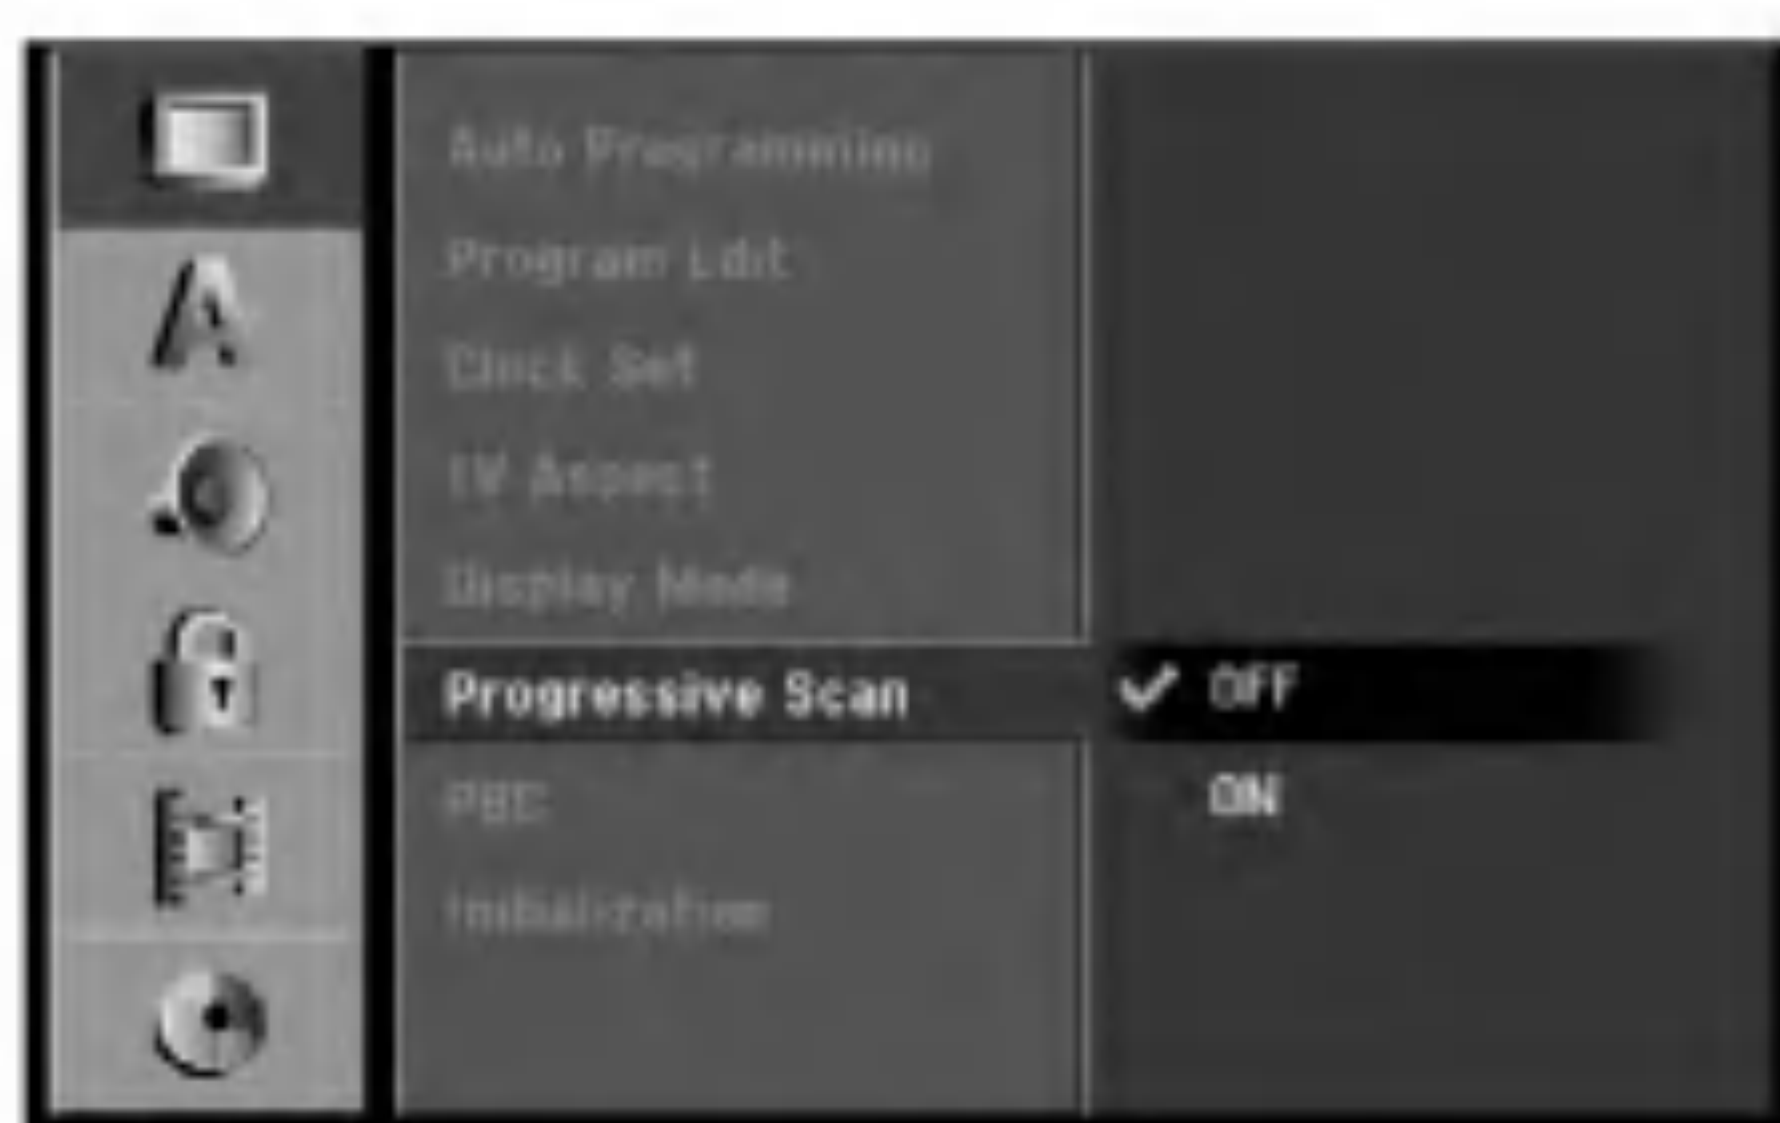 A
Auto Programming
Program Edit
Clock Set
TV Aspect
Display Mode
Progressive Scan
✓ OFF
ON
PBC
Initialization